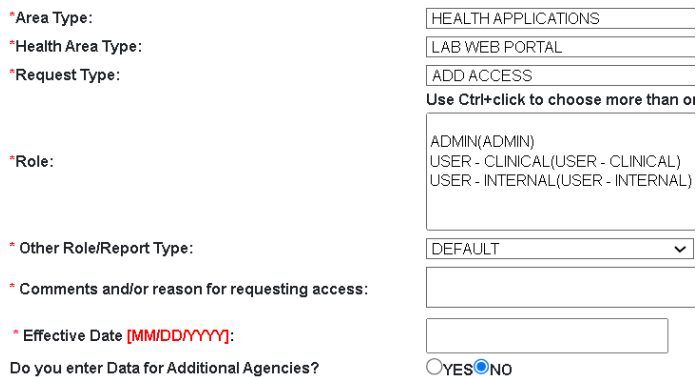 *Area Type: HEALTH APPLICATIONS
*Health Area Type: LAB WEB PORTAL
*Request Type: ADD ACCESS
Use Ctrl+click to choose more than
ADMIN(ADMIN)
*Role: USER - CLINICAL(USER - CLINICAL)
USER - INTERNAL(USER - INTERNAL)
* Other Role/Report Type: DEFAULT
* Comments and/or reason for requesting access:
* Effective Date [MM/DD/YYYY]:
Do you enter Data for Additional Agencies? YES NO